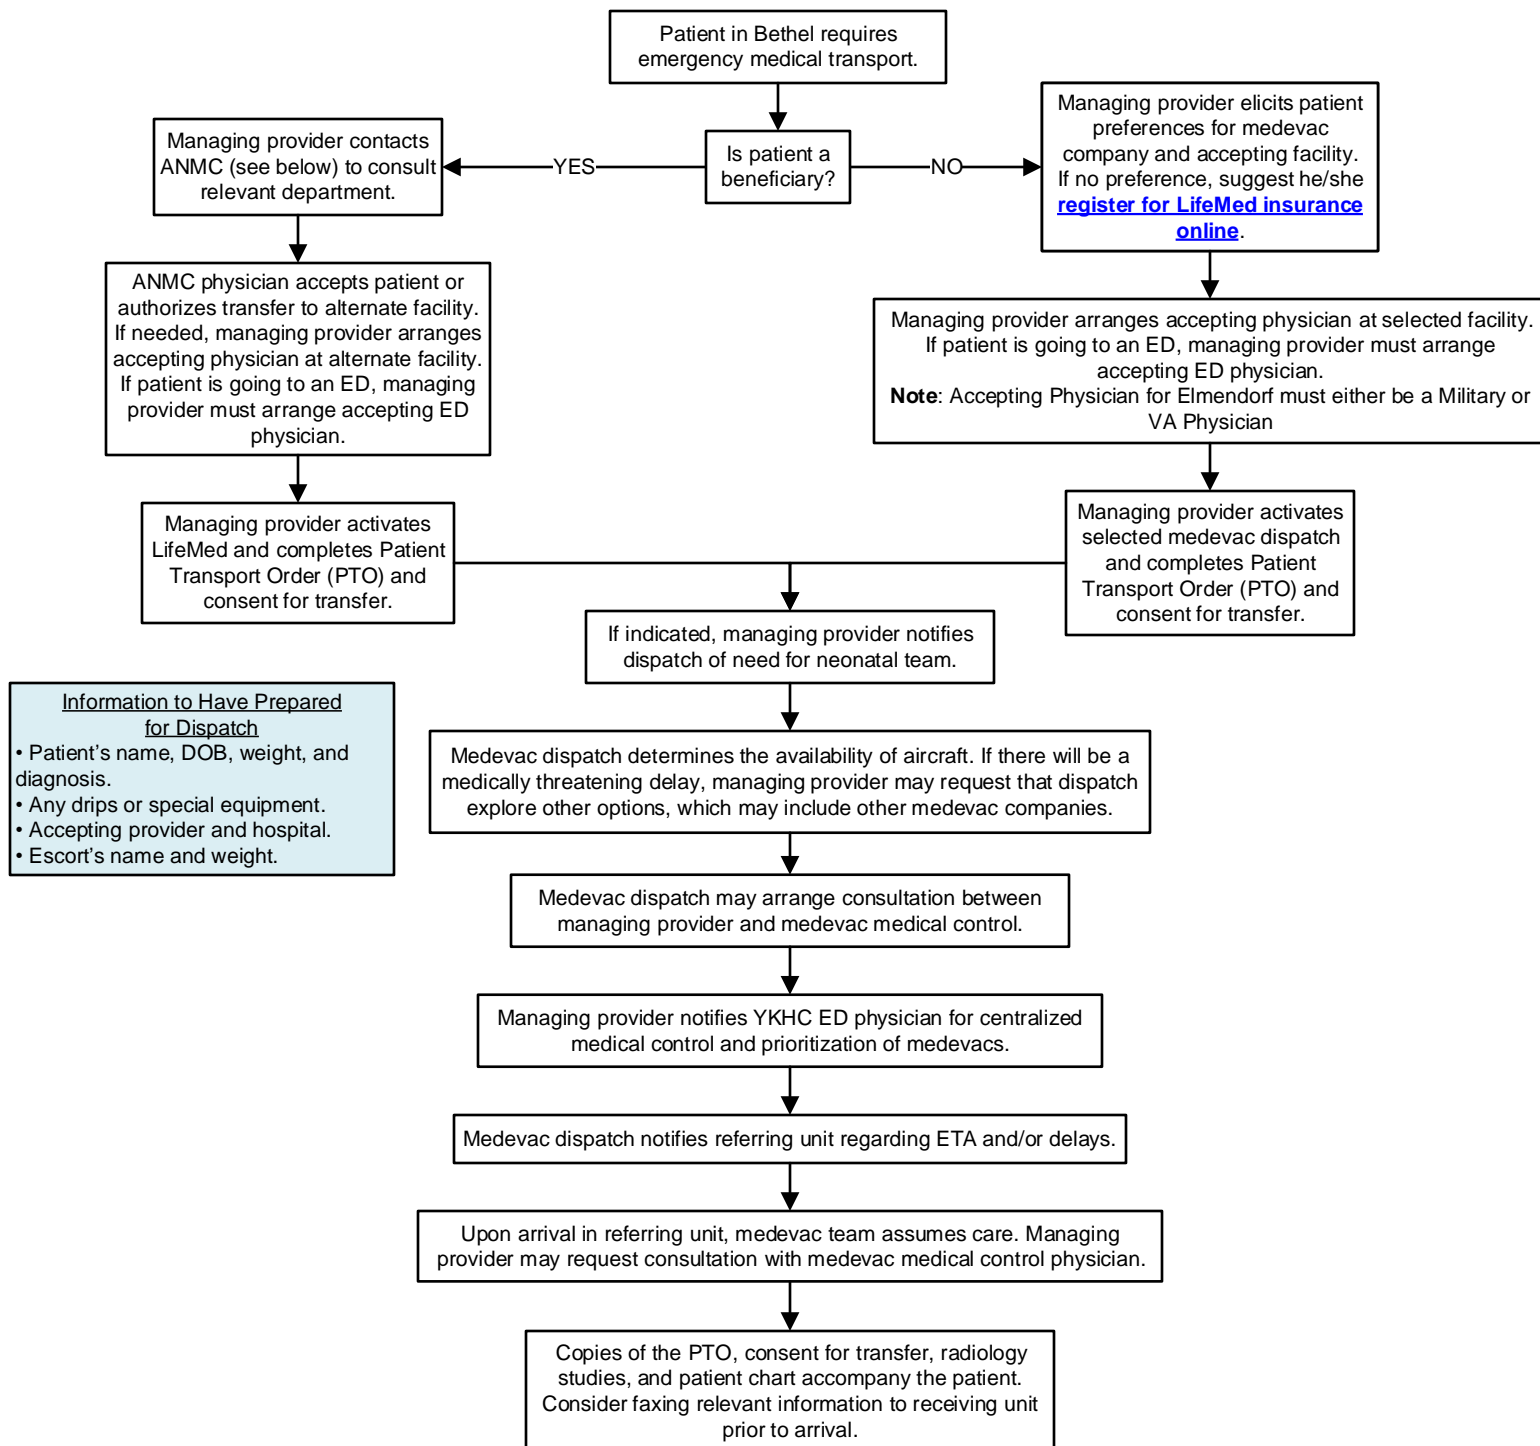 Patient in Bethel requires
emergency medical transport.
Is patient a
beneficiary?
YES
NO
Managing provider contacts
ANMC (see below) to consult
relevant department.
ANMC physician accepts patient or
authorizes transfer to alternate facility.
If needed, managing provider arranges
accepting physician at alternate facility.
If patient is going to an ED, managing
provider must arrange accepting ED
physician.
Managing provider activates
LifeMed and completes Patient
Transport Order (PTO) and
consent for transfer.
Managing provider elicits patient
preferences for medevac
company and accepting facility.
If no preference, suggest he/she
register for LifeMed insurance
online.
Managing provider arranges accepting physician at selected facility.
If patient is going to an ED, managing provider must arrange
accepting ED physician.
Note: Accepting Physician for Elmendorf must either be a Military or
VA Physician
Managing provider activates
selected medevac dispatch
and completes Patient
Transport Order (PTO) and
consent for transfer.
If indicated, managing provider notifies
dispatch of need for neonatal team.
Information to Have Prepared
for Dispatch
• Patient’s name, DOB, weight, and
diagnosis.
• Any drips or special equipment.
• Accepting provider and hospital.
• Escort’s name and weight.
Medevac dispatch determines the availability of aircraft. If there will be a
medically threatening delay, managing provider may request that dispatch
explore other options, which may include other medevac companies.
Medevac dispatch may arrange consultation between
managing provider and medevac medical control.
Managing provider notifies YKHC ED physician for centralized
medical control and prioritization of medevacs.
Medevac dispatch notifies referring unit regarding ETA and/or delays.
Upon arrival in referring unit, medevac team assumes care. Managing
provider may request consultation with medevac medical control physician.
Copies of the PTO, consent for transfer, radiology
studies, and patient chart accompany the patient.
Consider faxing relevant information to receiving unit
prior to arrival.